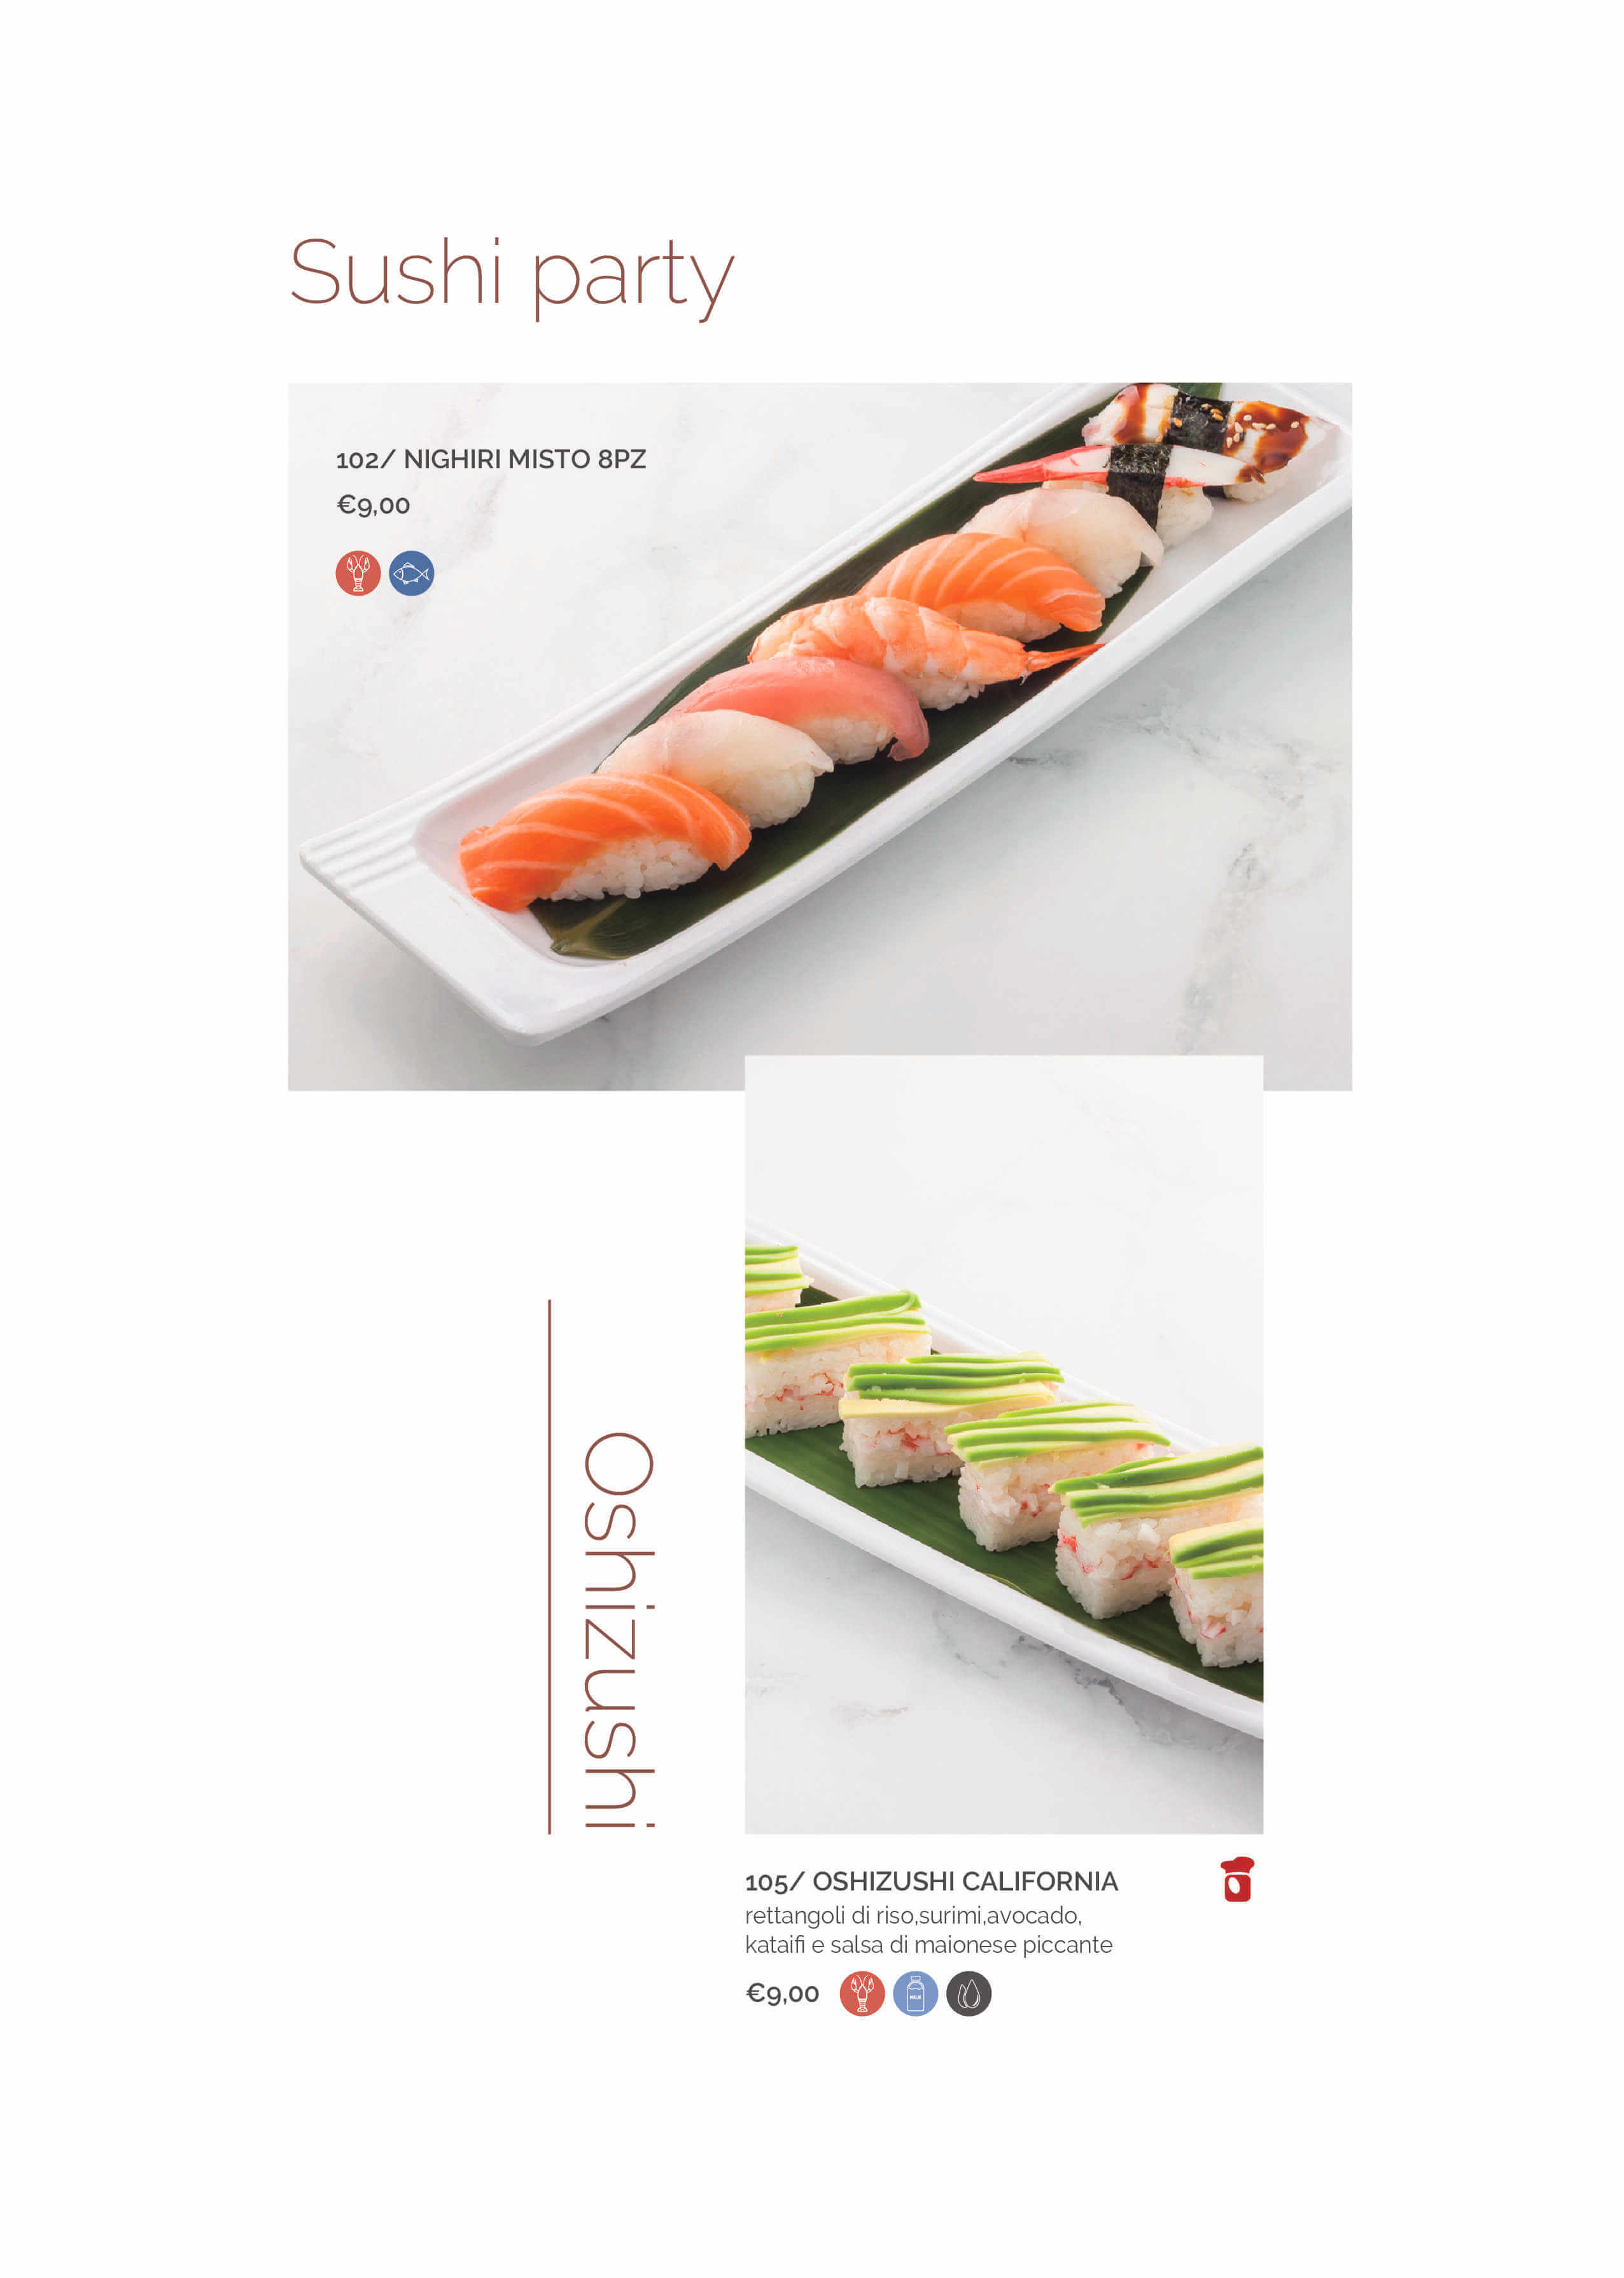 Sushi party
102/ NIGHIRI MISTO 8PZ
€9,00
Oshizushi
105/ OSHIZUSHI CALIFORNIA
rettangoli di riso,surimi,avocado,
kataifi e salsa di maionese piccante
€9,00
MILK